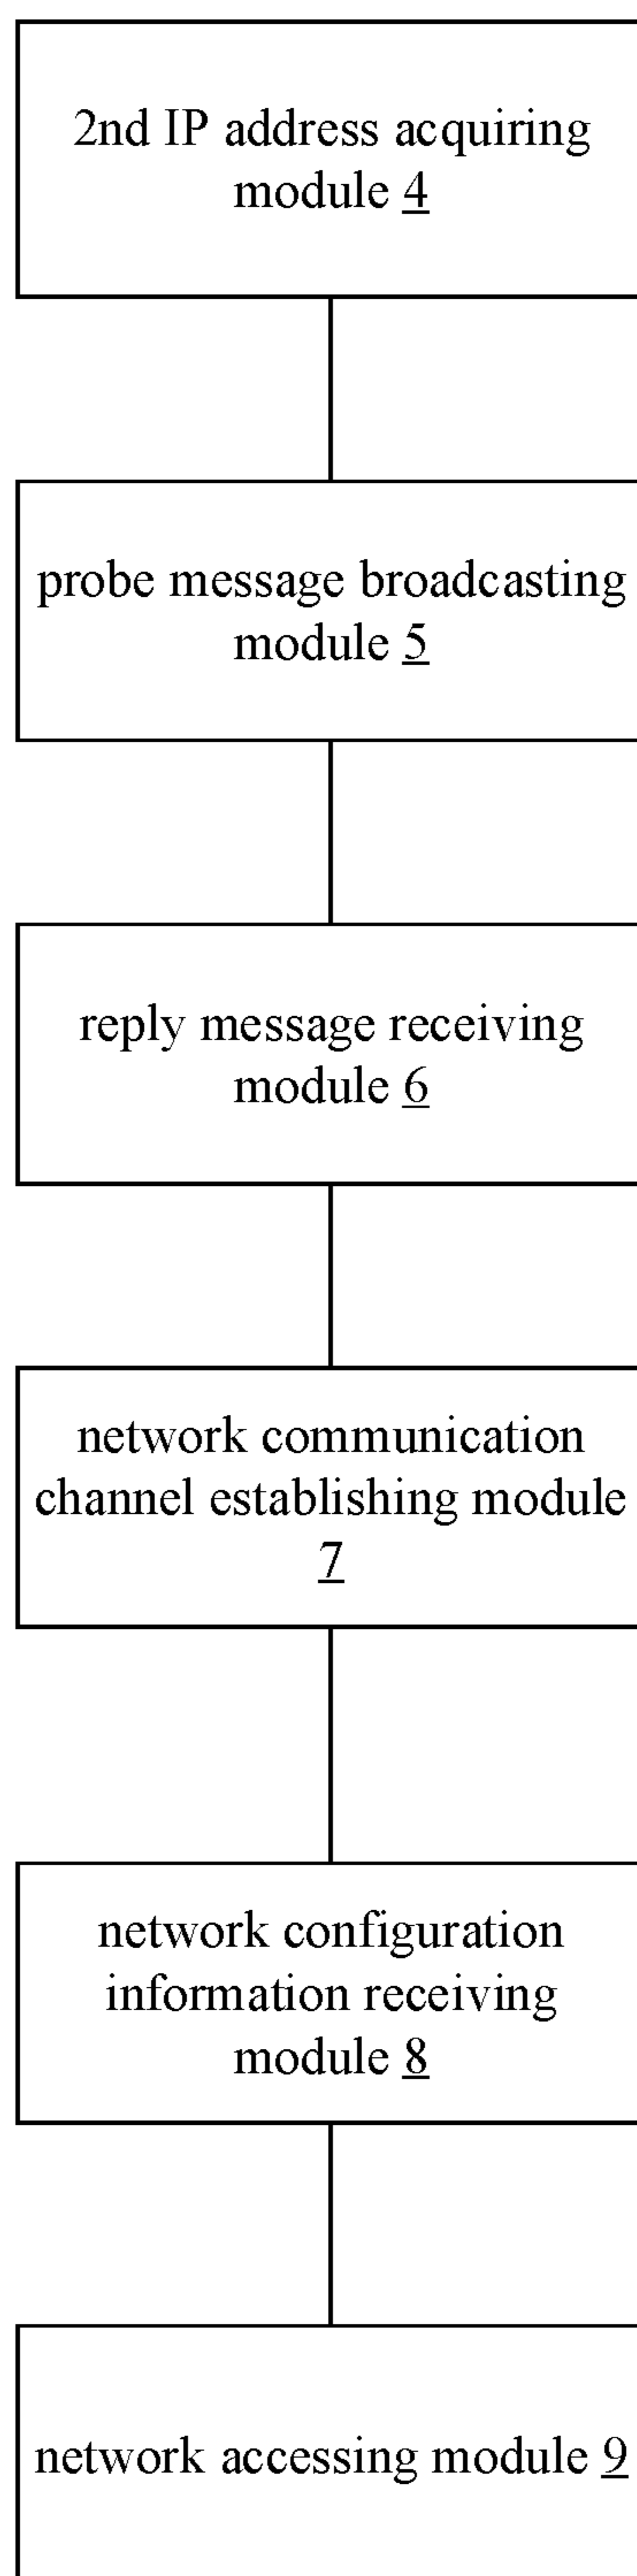 2nd IP address acquiring
module 4
probe message broadcasting
module 5
reply message receiving
module 6
network communication
channel establishing module
7
network configuration
information receiving
module 8
network accessing module 9